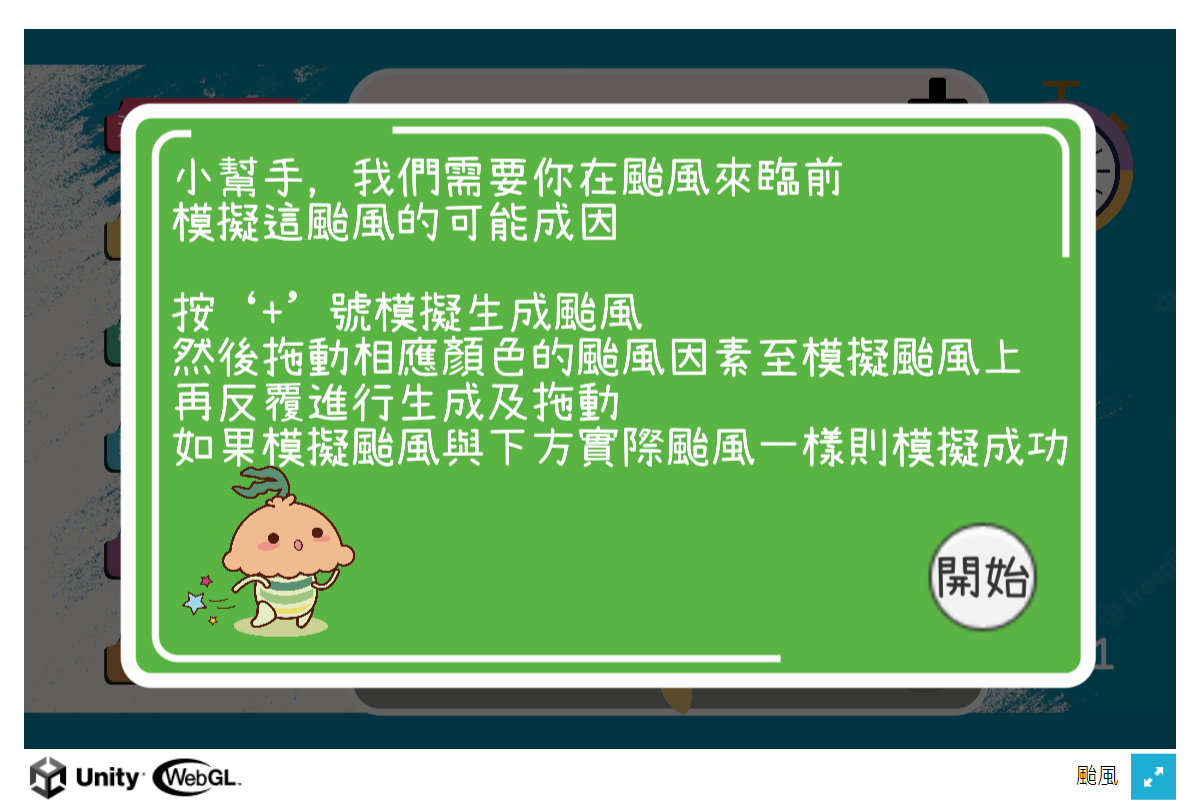 小幫手，我們需要你在颱風來臨前
模擬這颱風的可能成因
按‘+’號模擬生成颱風
然後拖動相應顏色的颱風因素至模擬颱風上
再反覆進行生成及拖動
如果模擬颱風與下方實際颱風一樣則模擬成功
開始
1
Unity
WebGL
颱風